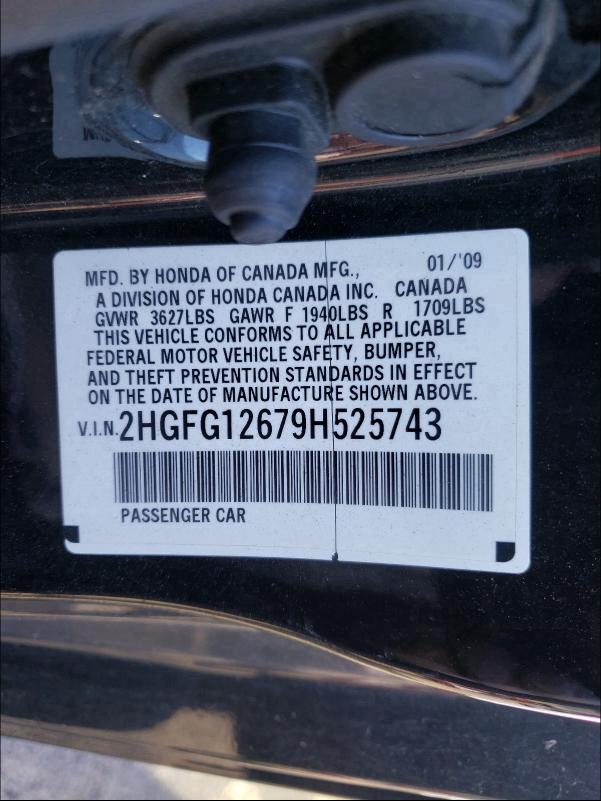 MFD. BY HONDA OF CANADA MFG., 01/'09
A DIVISION OF HONDA CANADA INC. CANADA
GVWR 3627LBS GAWR F 1940LBS R 1709LBS
THIS VEHICLE CONFORMS TO ALL APPLICABLE
FEDERAL MOTOR VEHICLE SAFETY, BUMPER,
AND THEFT PREVENTION STANDARDS IN EFFECT
ON THE DATE OF MANUFACTURE SHOWN ABOVE.
V.I.N. 2HGFG12679H525743
PASSENGER CAR